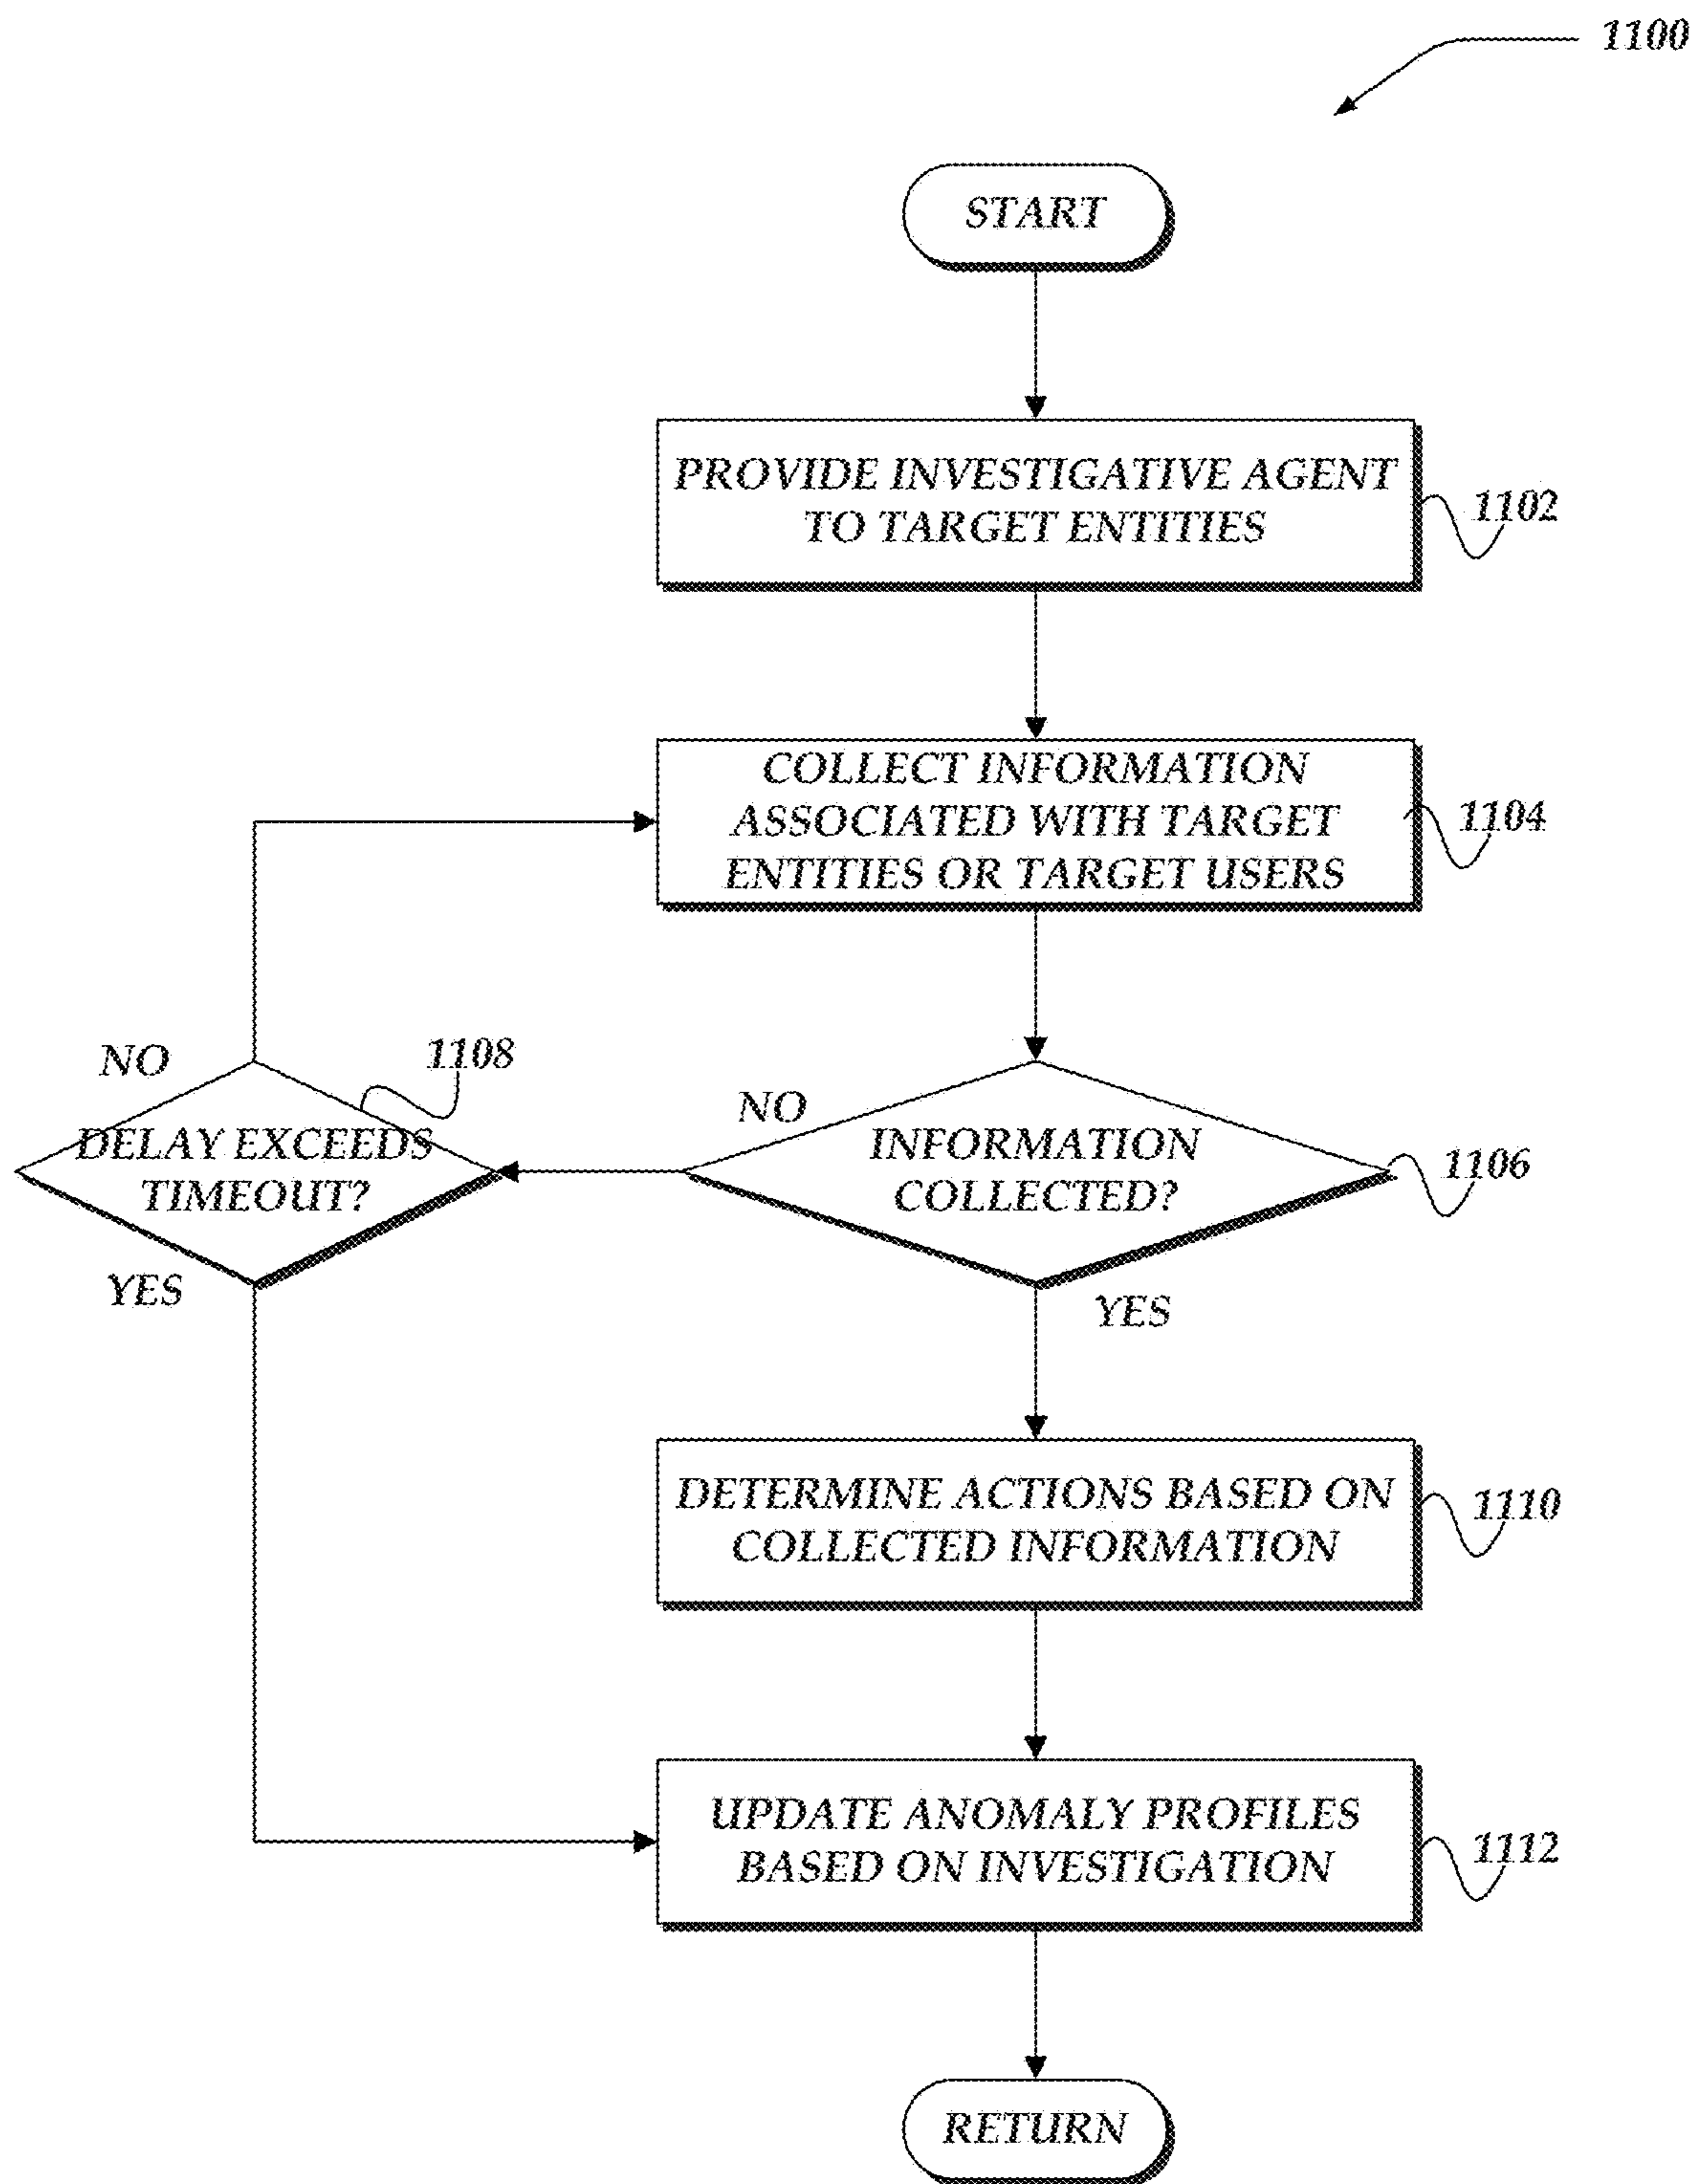 1100
START
PROVIDE INVESTIGATIVE AGENT
TO TARGET ENTITIES
1102
COLLECT INFORMATION
ASSOCIATED WITH TARGET
ENTITIES OR TARGET USERS
1104
NO
1108
DELAY EXCEEDS
TIMEOUT?
YES
NO
INFORMATION
COLLECTED?
1106
YES
DETERMINE ACTIONS BASED ON
COLLECTED INFORMATION
1110
UPDATE ANOMALY PROFILES
BASED ON INVESTIGATION
1112
RETURN